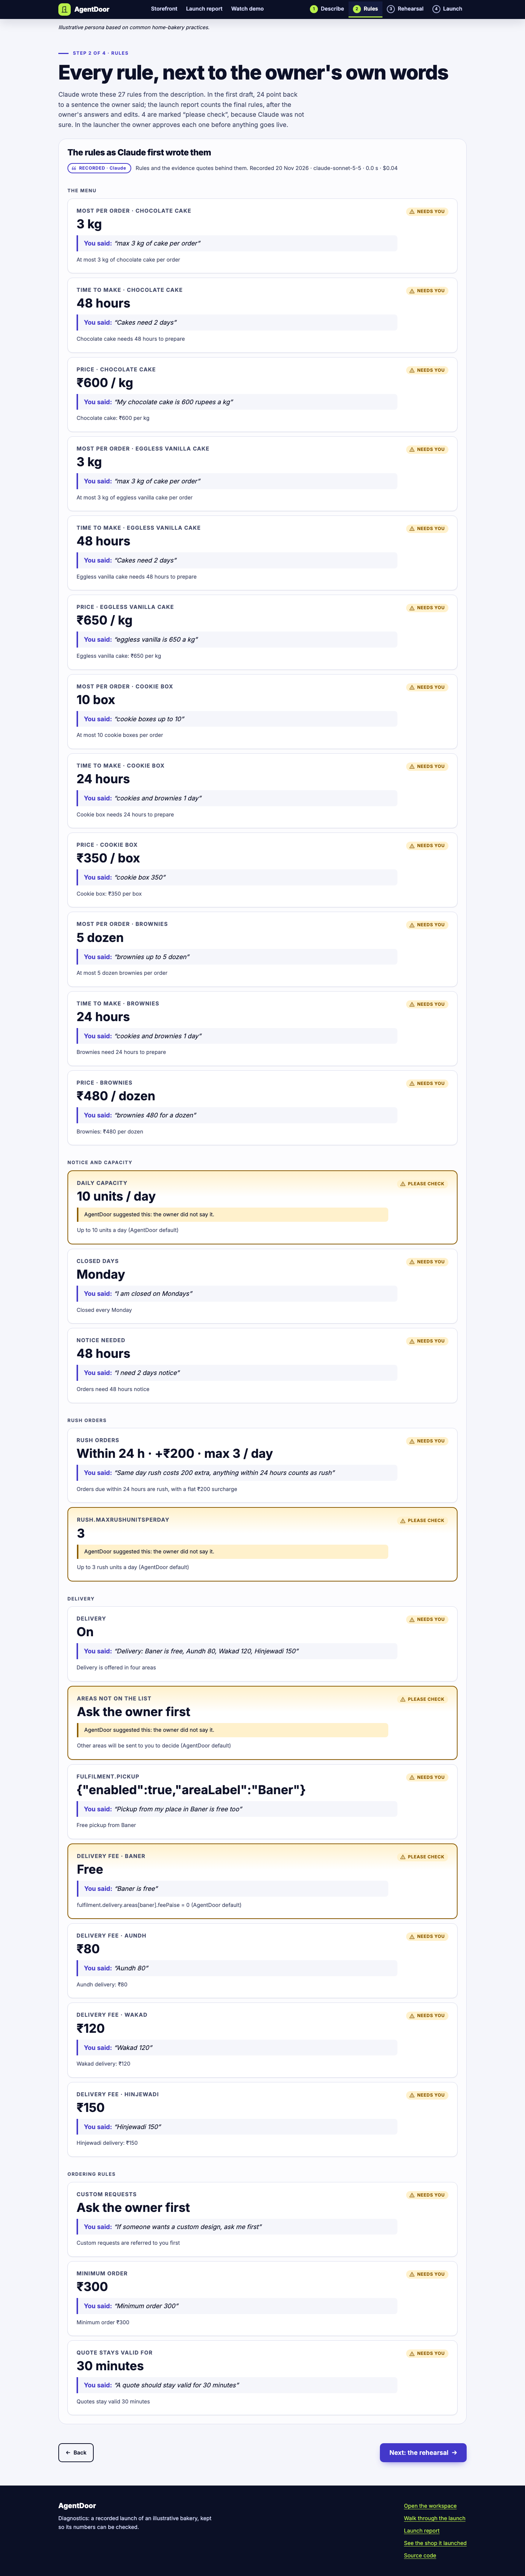 AgentDoor
Storefront Launch report Watch demo
1 Describe 2 Rules 3 Rehearsal 4 Launch
Illustrative persona based on common home-bakery practices.
STEP 2 OF 4 · RULES
Every rule, next to the owner's own words
Claude wrote these 27 rules from the description. In the first draft, 24 point back
to a sentence the owner said; the launch report counts the final rules, after the
owner's answers and edits. 4 are marked “please check”, because Claude was not
sure. In the launcher the owner approves each one before anything goes live.
The rules as Claude first wrote them
RECORDED · Claude Rules and the evidence quotes behind them. Recorded 20 Nov 2026 · claude-sonnet-5-5 · 0.0 s · $0.04
THE MENU
MOST PER ORDER · CHOCOLATE CAKE
NEEDS YOU
3 kg
You said: “max 3 kg of cake per order”
At most 3 kg of chocolate cake per order
TIME TO MAKE · CHOCOLATE CAKE
NEEDS YOU
48 hours
You said: “Cakes need 2 days”
Chocolate cake needs 48 hours to prepare
PRICE · CHOCOLATE CAKE
NEEDS YOU
₹600 / kg
You said: “My chocolate cake is 600 rupees a kg”
Chocolate cake: ₹600 per kg
MOST PER ORDER · EGGLESS VANILLA CAKE
NEEDS YOU
3 kg
You said: “max 3 kg of cake per order”
At most 3 kg of eggless vanilla cake per order
TIME TO MAKE · EGGLESS VANILLA CAKE
NEEDS YOU
48 hours
You said: “Cakes need 2 days”
Eggless vanilla cake needs 48 hours to prepare
PRICE · EGGLESS VANILLA CAKE
NEEDS YOU
₹650 / kg
You said: “eggless vanilla is 650 a kg”
Eggless vanilla cake: ₹650 per kg
MOST PER ORDER · COOKIE BOX
NEEDS YOU
10 box
You said: “cookie boxes up to 10”
At most 10 cookie boxes per order
TIME TO MAKE · COOKIE BOX
NEEDS YOU
24 hours
You said: “cookies and brownies 1 day”
Cookie box needs 24 hours to prepare
PRICE · COOKIE BOX
NEEDS YOU
₹350 / box
You said: “cookie box 350”
Cookie box: ₹350 per box
MOST PER ORDER · BROWNIES
NEEDS YOU
5 dozen
You said: “brownies up to 5 dozen”
At most 5 dozen brownies per order
TIME TO MAKE · BROWNIES
NEEDS YOU
24 hours
You said: “cookies and brownies 1 day”
Brownies need 24 hours to prepare
PRICE · BROWNIES
NEEDS YOU
₹480 / dozen
You said: “brownies 480 for a dozen”
Brownies: ₹480 per dozen
NOTICE AND CAPACITY
DAILY CAPACITY
PLEASE CHECK
10 units / day
AgentDoor suggested this: the owner did not say it.
Up to 10 units a day (AgentDoor default)
CLOSED DAYS
NEEDS YOU
Monday
You said: “I am closed on Mondays”
Closed every Monday
NOTICE NEEDED
NEEDS YOU
48 hours
You said: “I need 2 days notice”
Orders need 48 hours notice
RUSH ORDERS
RUSH ORDERS
NEEDS YOU
Within 24 h · +₹200 · max 3 / day
You said: “Same day rush costs 200 extra, anything within 24 hours counts as rush”
Orders due within 24 hours are rush, with a flat ₹200 surcharge
RUSH.MAXRUSHUNITSPERDAY
PLEASE CHECK
3
AgentDoor suggested this: the owner did not say it.
Up to 3 rush units a day (AgentDoor default)
DELIVERY
DELIVERY
NEEDS YOU
On
You said: “Delivery: Baner is free, Aundh 80, Wakad 120, Hinjewadi 150”
Delivery is offered in four areas
AREAS NOT ON THE LIST
PLEASE CHECK
Ask the owner first
AgentDoor suggested this: the owner did not say it.
Other areas will be sent to you to decide (AgentDoor default)
FULFILMENT.PICKUP
NEEDS YOU
{"enabled":true,"areaLabel":"Baner"}
You said: “Pickup from my place in Baner is free too”
Free pickup from Baner
DELIVERY FEE · BANER
PLEASE CHECK
Free
You said: “Baner is free”
fulfilment.delivery.areas[baner].feePaise = 0 (AgentDoor default)
DELIVERY FEE · AUNDH
NEEDS YOU
₹80
You said: “Aundh 80”
Aundh delivery: ₹80
DELIVERY FEE · WAKAD
NEEDS YOU
₹120
You said: “Wakad 120”
Wakad delivery: ₹120
DELIVERY FEE · HINJEWADI
NEEDS YOU
₹150
You said: “Hinjewadi 150”
Hinjewadi delivery: ₹150
ORDERING RULES
CUSTOM REQUESTS
NEEDS YOU
Ask the owner first
You said: “If someone wants a custom design, ask me first”
Custom requests are referred to you first
MINIMUM ORDER
NEEDS YOU
₹300
You said: “Minimum order 300”
Minimum order ₹300
QUOTE STAYS VALID FOR
NEEDS YOU
30 minutes
You said: “A quote should stay valid for 30 minutes”
Quotes stay valid 30 minutes
← Back
Next: the rehearsal →
AgentDoor
Diagnostics: a recorded launch of an illustrative bakery, kept
so its numbers can be checked.
Open the workspace
Walk through the launch
Launch report
See the shop it launched
Source code